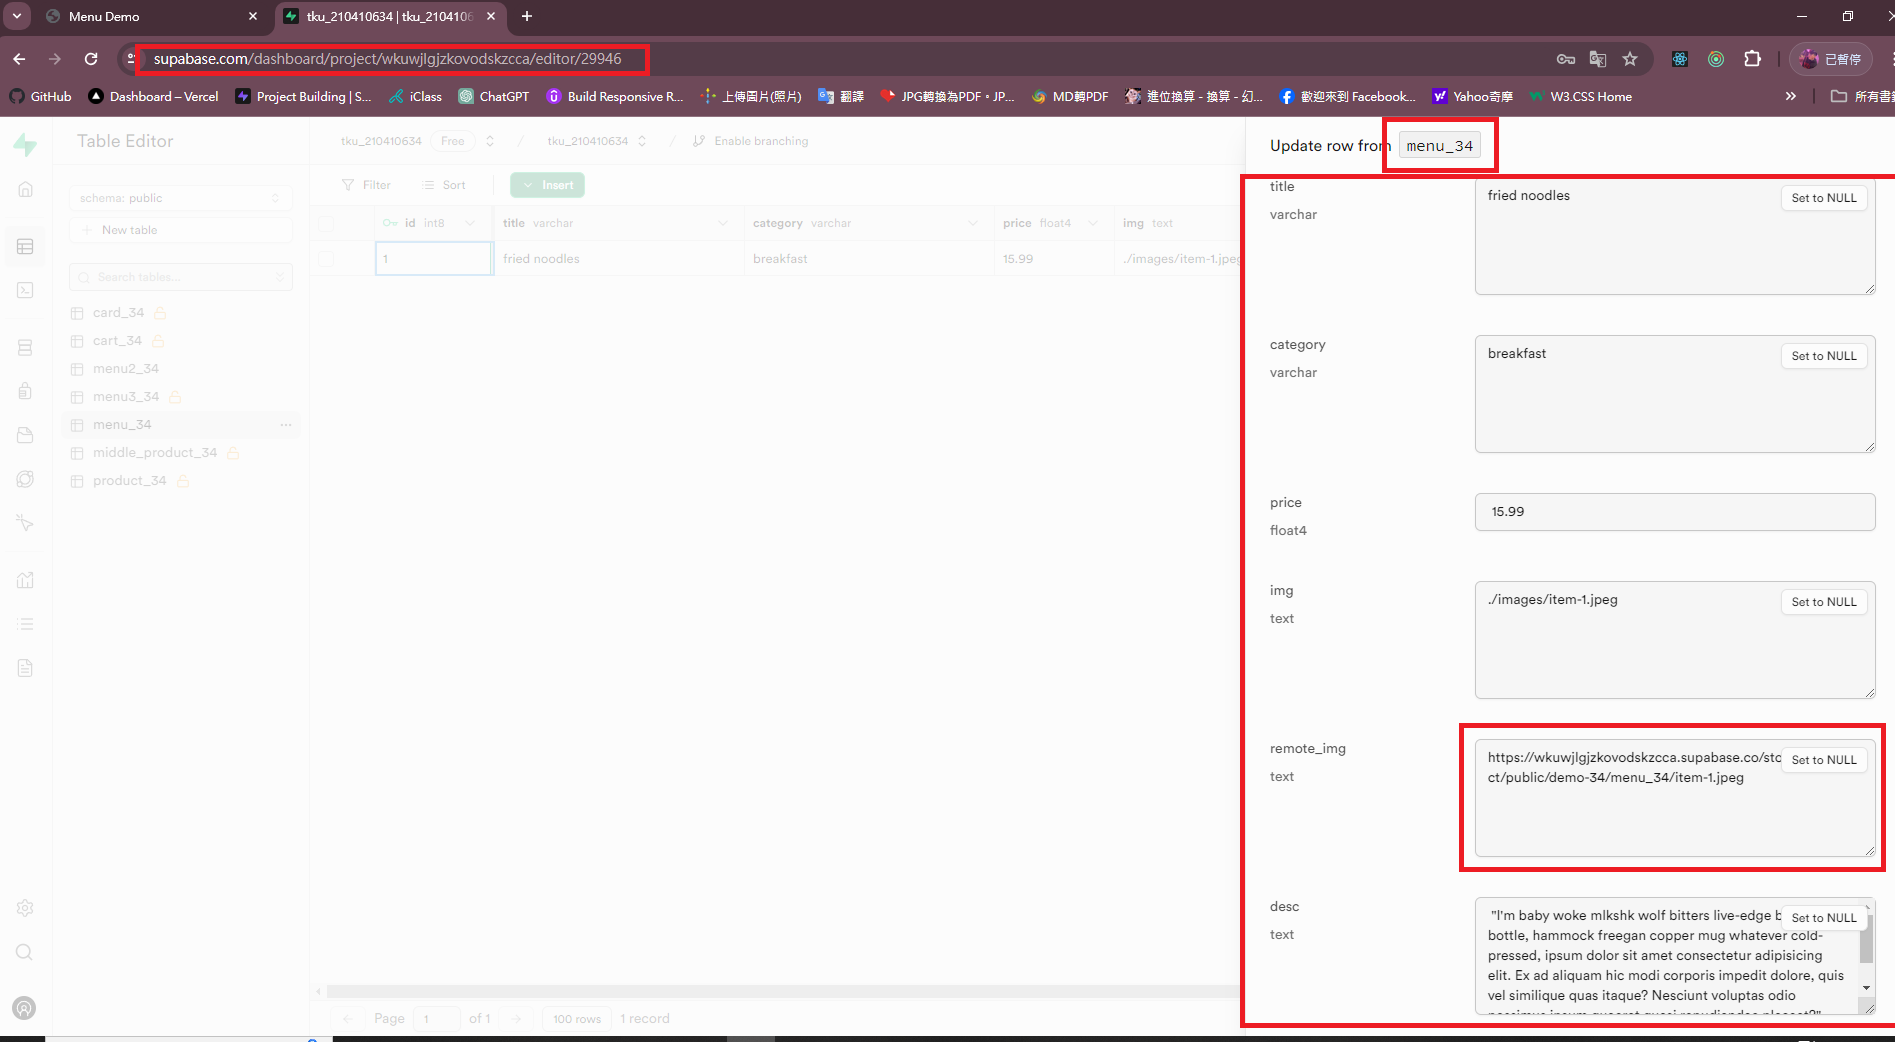 Menu Demo
tku_210410634 | tku_2104106
supabase.com/dashboard/project/wkuwjlgjzkovodskzcca/editor/29946
已暫停
GitHub
Dashboard – Vercel
Project Building | S...
iClass
ChatGPT
Build Responsive R...
上傳圖片(照片)
翻譯
JPG轉換為PDF。JP...
MD轉PDF
進位換算 - 換算 - 幻...
歡迎來到 Facebook...
Yahoo奇摩
W3.CSS Home
»
所有書
Table Editor
schema: public
New table
Search tables...
card_34
cart_34
menu2_34
menu3_34
menu_34
middle_product_34
product_34
tku_210410634 Free / tku_210410634 / Enable branching
Filter Sort Insert
id int8 title varchar category varchar price float4 img text
1 fried noodles breakfast 15.99 ./images/item-1.jpeg
Page 1 of 1 100 rows 1 record
Update row from menu_34
title
varchar
fried noodles
Set to NULL
category
varchar
breakfast
Set to NULL
price
float4
15.99
img
text
./images/item-1.jpeg
Set to NULL
remote_img
text
https://wkuwjlgjzkovodskzcca.supabase.co/sto
ct/public/demo-34/menu_34/item-1.jpeg
Set to NULL
desc
text
"I'm baby woke mlkshk wolf bitters live-edge b
Set to NULL
bottle, hammock freegan copper mug whatever cold-
pressed, ipsum dolor sit amet consectetur adipisicing
elit. Ex ad aliquam hic modi corporis impedit dolore, quis
vel similique quas itaque? Nesciunt voluptas odio